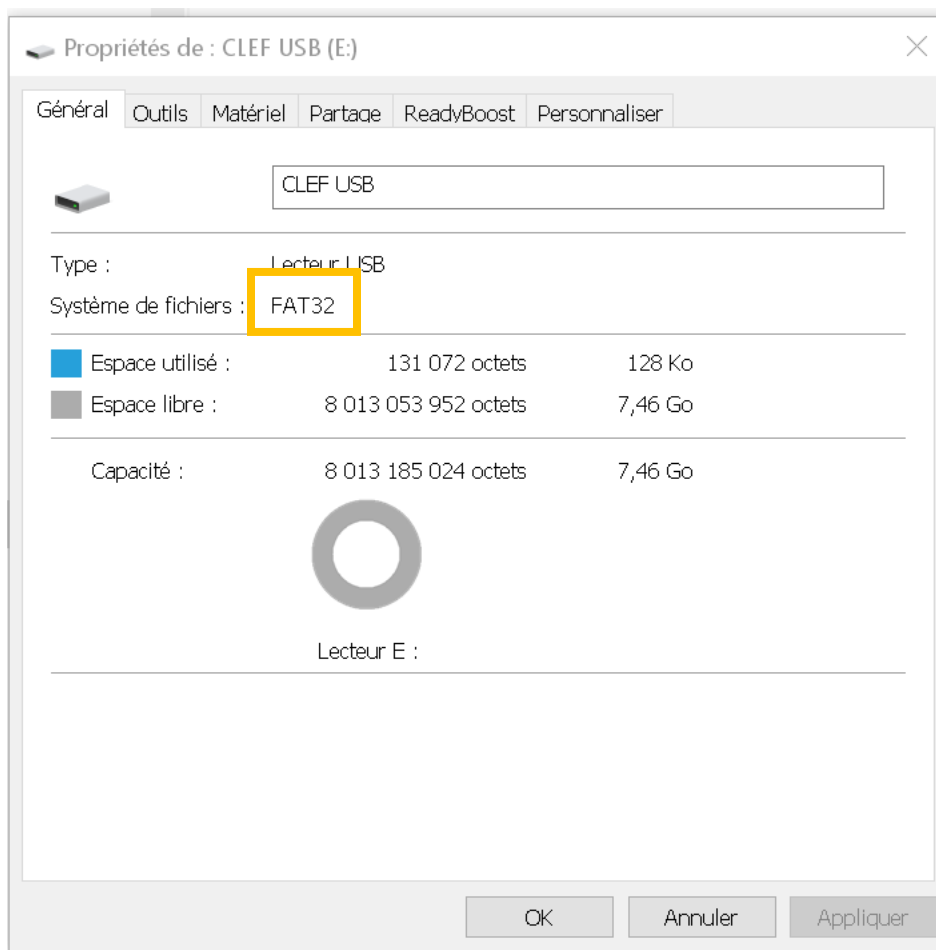 Propriétés de : CLEF USB (E:)
Général Outils Matériel Partage ReadyBoost Personnaliser
CLEF USB
Type : Lecteur USB
Système de fichiers : FAT32
Espace utilisé : 131 072 octets 128 Ko
Espace libre : 8 013 053 952 octets 7,46 Go
Capacité : 8 013 185 024 octets 7,46 Go
Lecteur E :
OK Annuler Appliquer